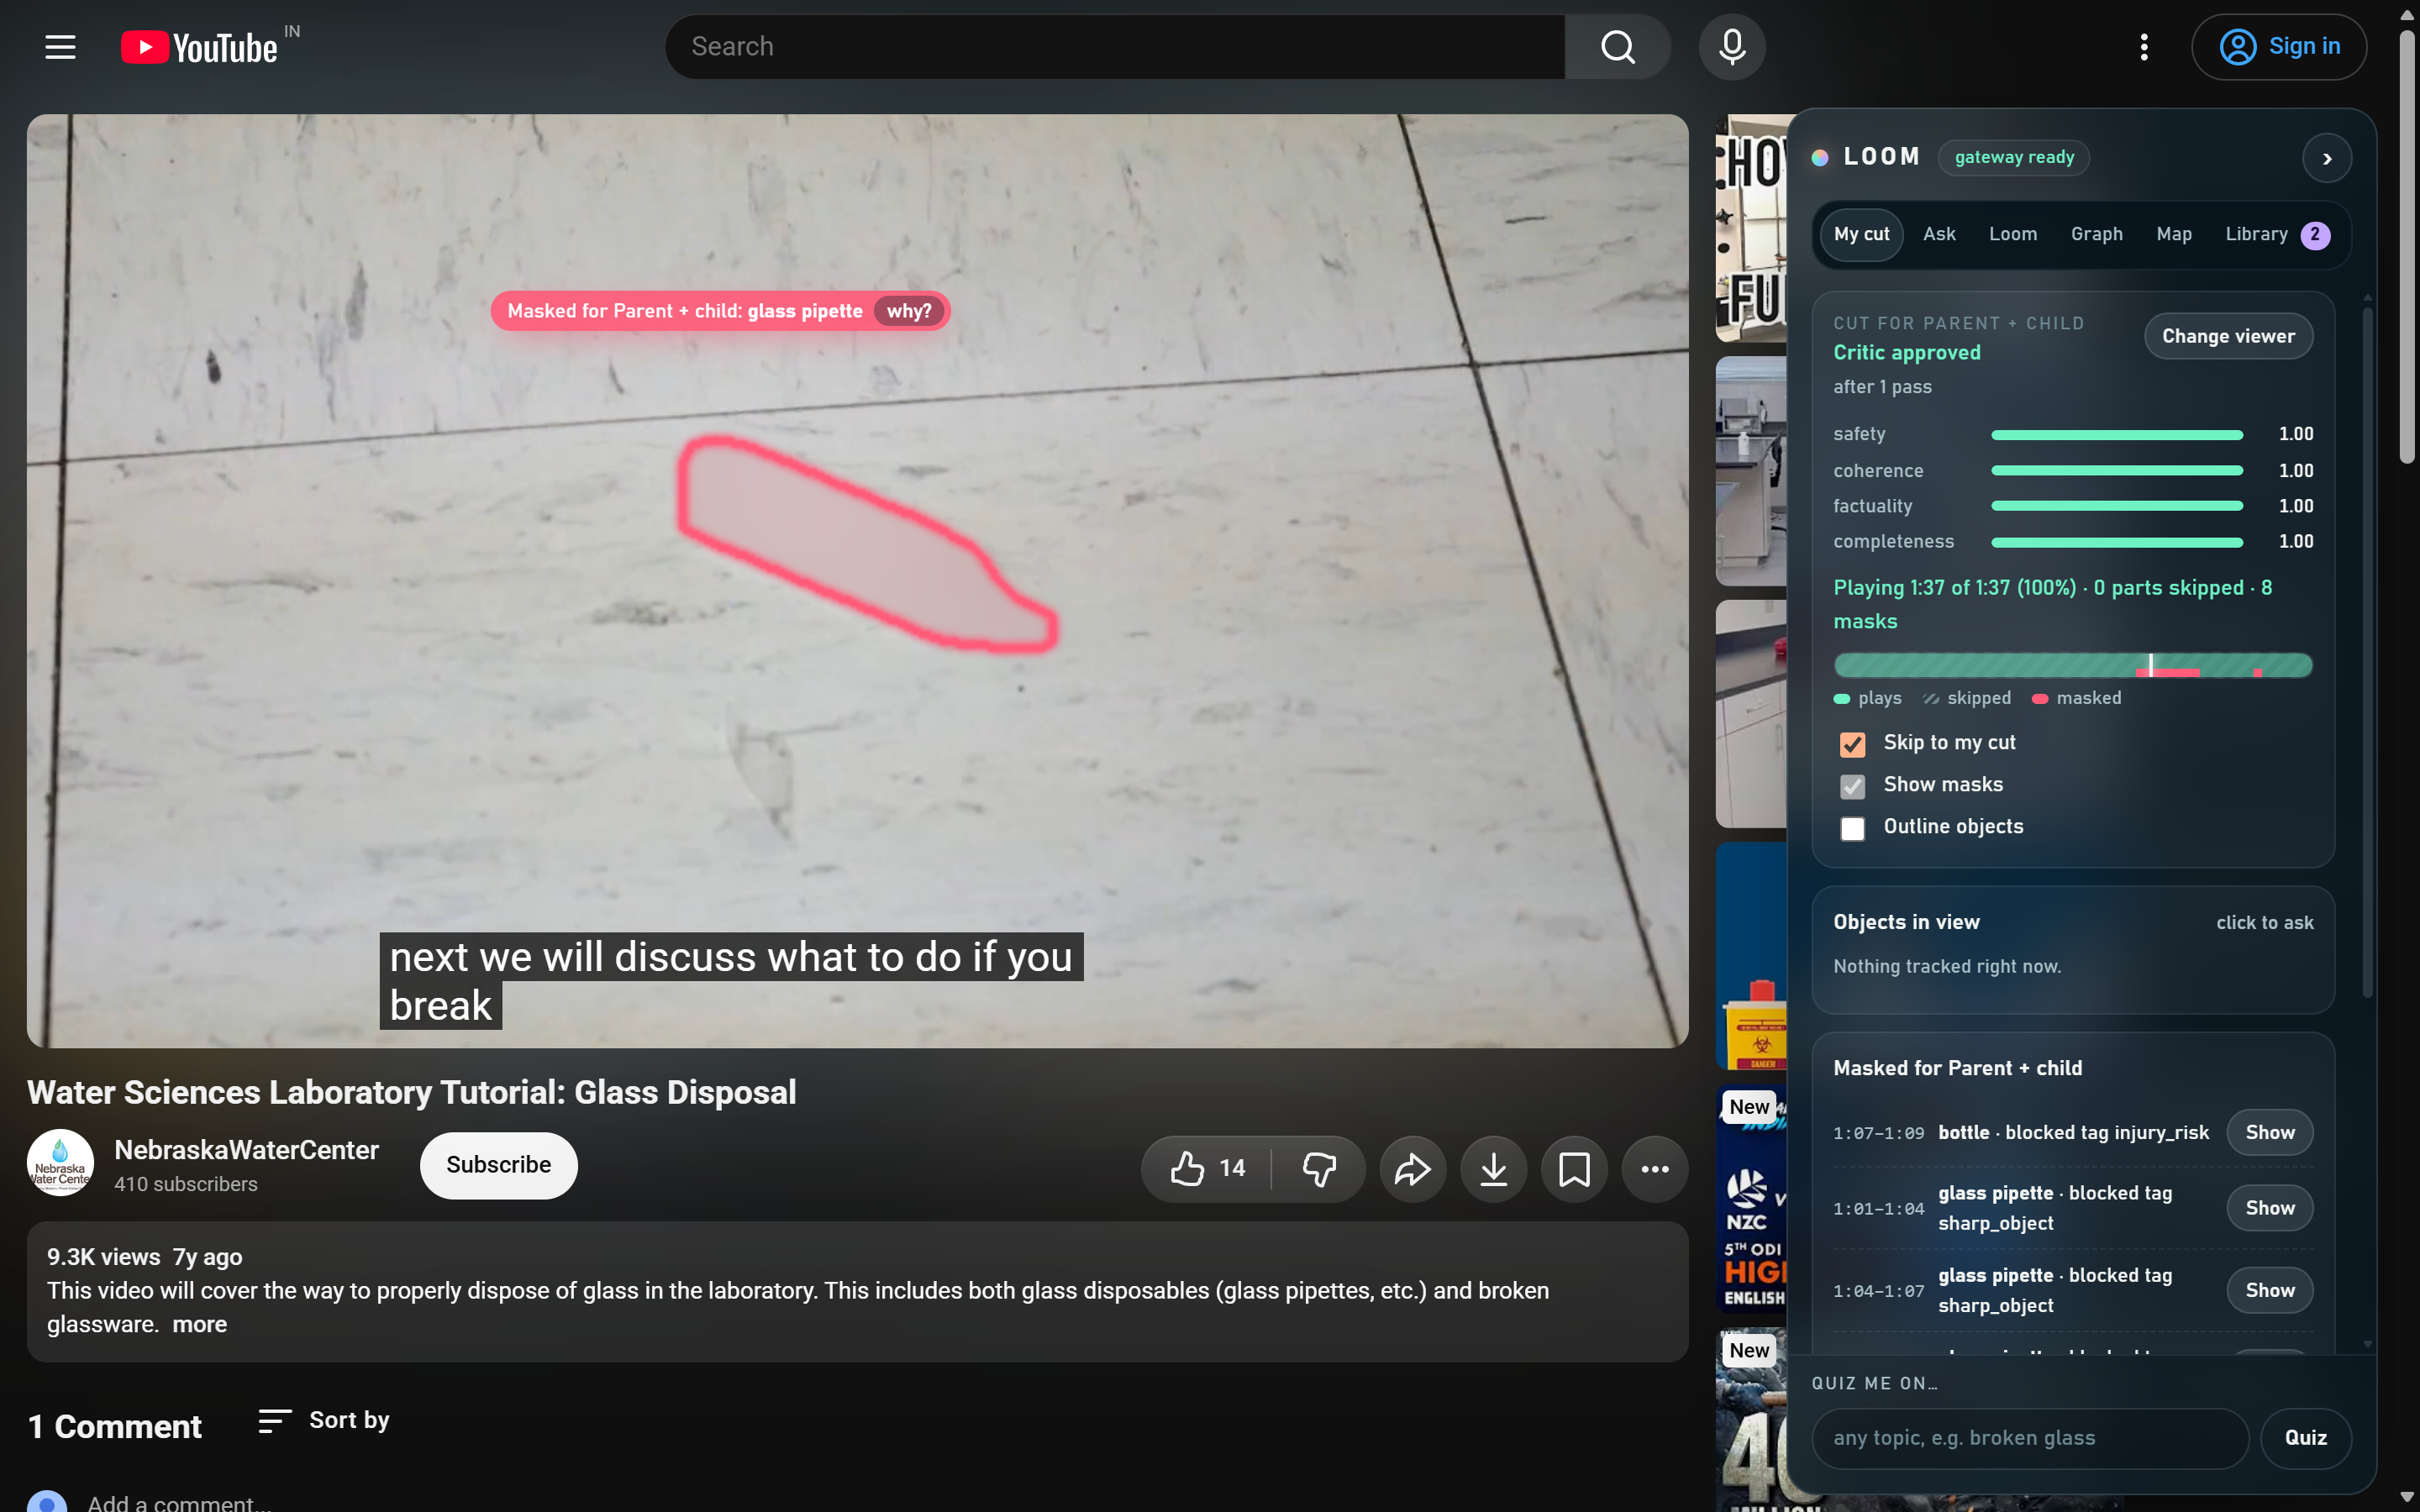 YouTube IN
Search
Sign in
Masked for Parent + child: glass pipette why?
next we will discuss what to do if you
break
Water Sciences Laboratory Tutorial: Glass Disposal
Nebraska
NebraskaWaterCenter
410 subscribers
Subscribe
14
9.3K views 7y ago
This video will cover the way to properly dispose of glass in the laboratory. This includes both glass disposables (glass pipettes, etc.) and broken
glassware. more
1 Comment
Sort by
Add a comment...
FU
DANGER
New
NZC
5TH ODI
ENGLISH
New
40
LOOM
gateway ready
My cut
Ask
Loom
Graph
Map
Library
2
CUT FOR PARENT + CHILD
Critic approved
after 1 pass
Change viewer
safety 1.00
coherence 1.00
factuality 1.00
completeness 1.00
Playing 1:37 of 1:37 (100%) · 0 parts skipped · 8
masks
plays skipped masked
Skip to my cut
Show masks
Outline objects
Objects in view click to ask
Nothing tracked right now.
Masked for Parent + child
1:07–1:09 bottle · blocked tag injury_risk Show
1:01–1:04 glass pipette · blocked tag
sharp_object
Show
1:04–1:07 glass pipette · blocked tag
sharp_object
Show
QUIZ ME ON…
any topic, e.g. broken glass
Quiz